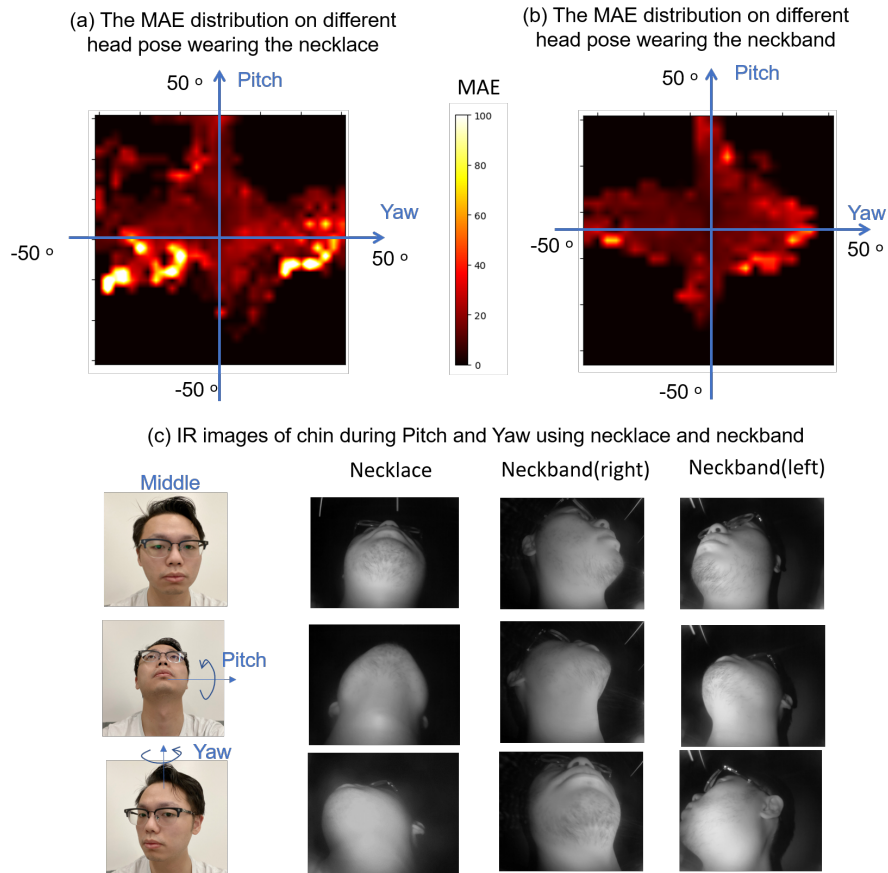 (a) The MAE distribution on different
head pose wearing the necklace
(b) The MAE distribution on different
head pose wearing the neckband
50 º
Pitch
Yaw
-50 º
50 º
-50 º
MAE
100
80
60
40
20
0
50 º
Pitch
Yaw
-50 º
50 º
-50 º
(c) IR images of chin during Pitch and Yaw using necklace and neckband
Middle
Necklace
Neckband(right)
Neckband(left)
Pitch
Yaw